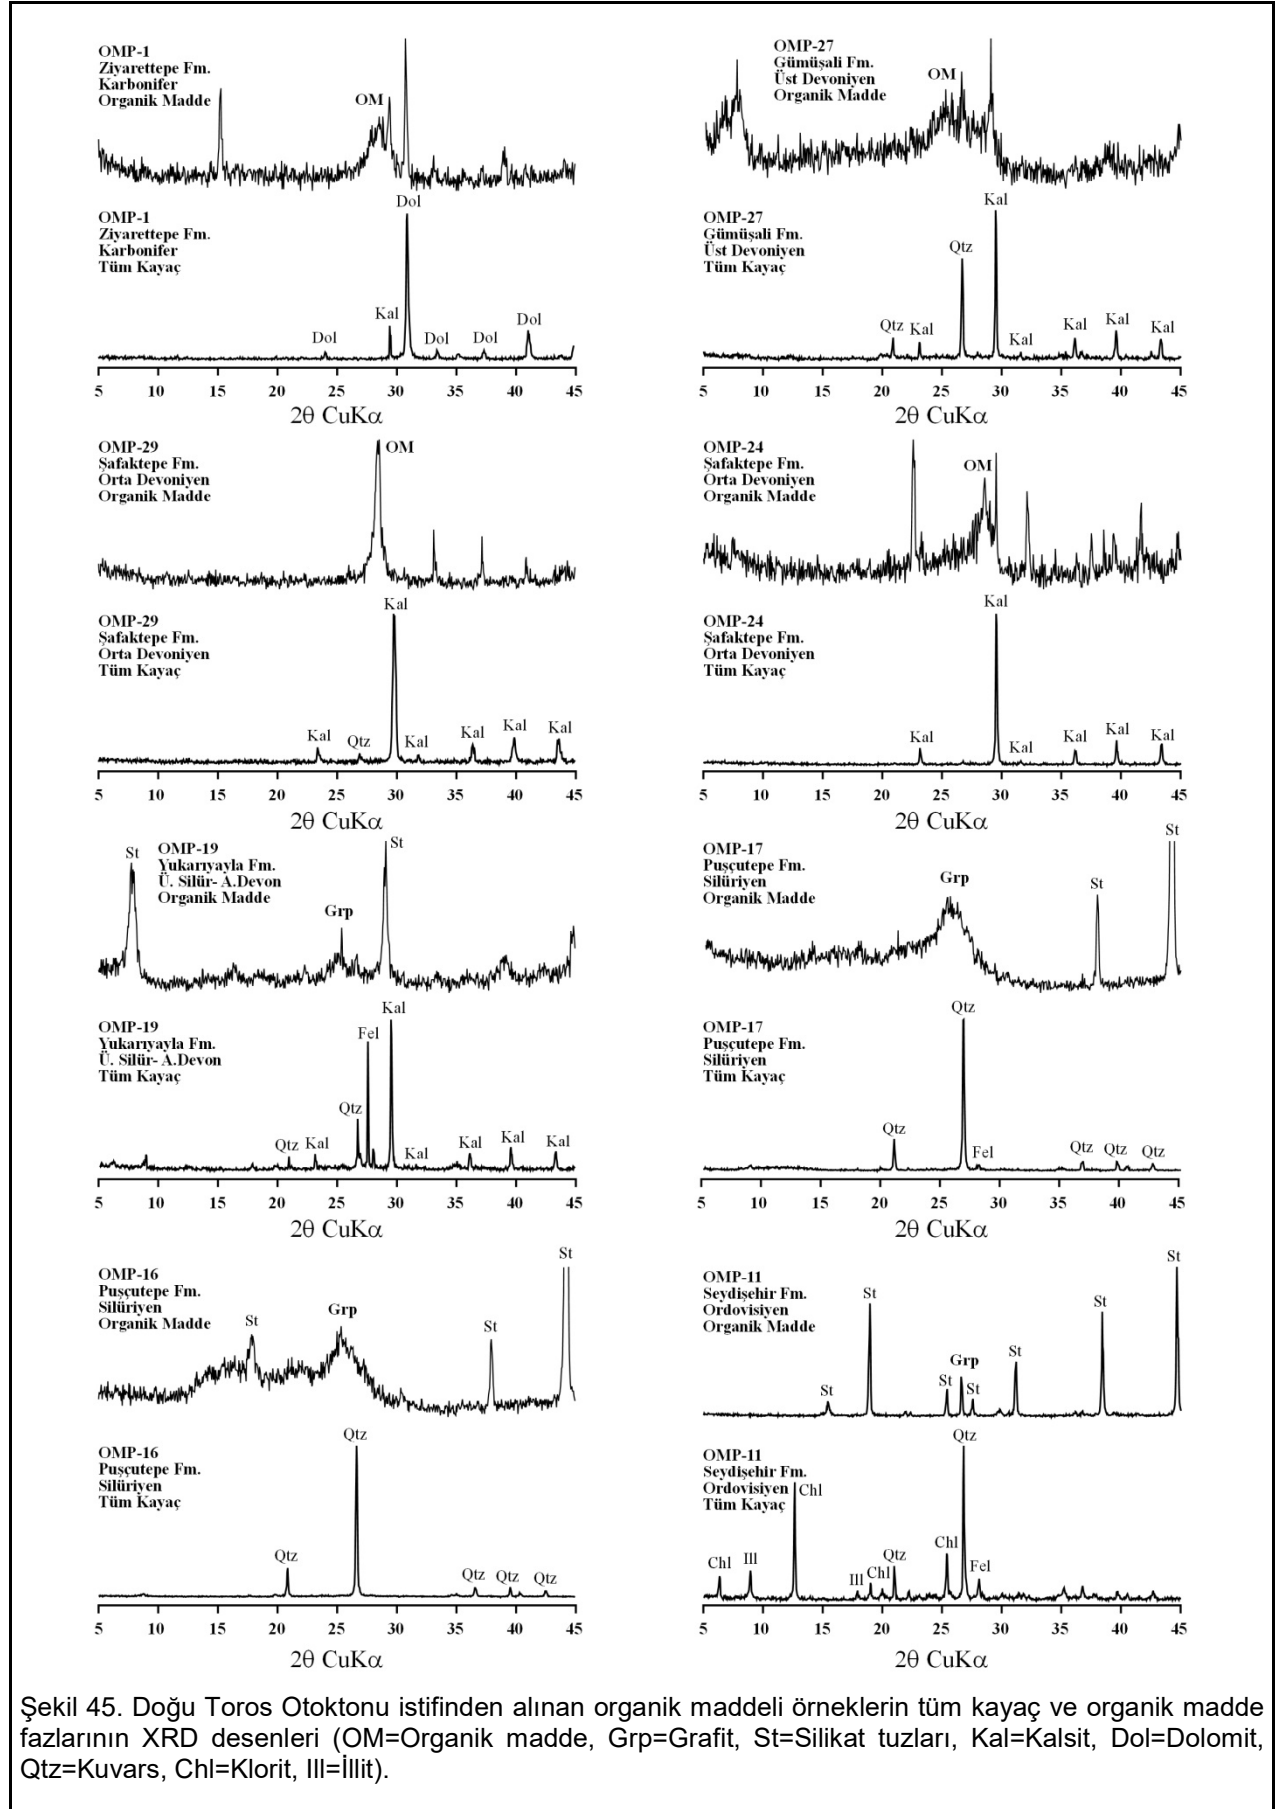 OMP-1
Ziyarettepe Fm.
Karbonifer
Organik Madde
OM
OMP-1
Ziyarettepe Fm.
Karbonifer
Tüm Kayaç
Dol
Kal
Dol
Dol
Dol
Dol
5 10 15 20 25 30 35 40 45
2θ CuKα
OMP-27
Gümüşali Fm.
Üst Devoniyen
Organik Madde
OM
OMP-27
Gümüşali Fm.
Üst Devoniyen
Tüm Kayaç
Kal
Qtz
Qtz Kal Kal Kal Kal Kal
5 10 15 20 25 30 35 40 45
2θ CuKα
OMP-29
Şafaktepe Fm.
Orta Devoniyen
Organik Madde
OM
OMP-29
Şafaktepe Fm.
Orta Devoniyen
Tüm Kayaç
Kal
Kal Qtz Kal Kal Kal Kal
5 10 15 20 25 30 35 40 45
2θ CuKα
OMP-24
Şafaktepe Fm.
Orta Devoniyen
Organik Madde
OM
OMP-24
Şafaktepe Fm.
Orta Devoniyen
Tüm Kayaç
Kal
Kal Kal Kal Kal Kal
5 10 15 20 25 30 35 40 45
2θ CuKα
St
OMP-19
Yukarıyayla Fm.
Ü. Silür- A.Devon
Organik Madde
Grp
St
OMP-19
Yukarıyayla Fm.
Ü. Silür- A.Devon
Tüm Kayaç
Kal
Fel
Qtz
Qtz Kal Kal Kal Kal Kal
5 10 15 20 25 30 35 40 45
2θ CuKα
OMP-17
Puşçutepe Fm.
Silüriyen
Organik Madde
Grp
St
St
OMP-17
Puşçutepe Fm.
Silüriyen
Tüm Kayaç
Qtz
Qtz
Fel Qtz Qtz Qtz
5 10 15 20 25 30 35 40 45
2θ CuKα
OMP-16
Puşçutepe Fm.
Silüriyen
Organik Madde
St
Grp
St
St
OMP-16
Puşçutepe Fm.
Silüriyen
Tüm Kayaç
Qtz
Qtz
Qtz Qtz Qtz
5 10 15 20 25 30 35 40 45
2θ CuKα
OMP-11
Seydişehir Fm.
Ordovisiyen
Organik Madde
St
St
St
Grp
St
St
St
St
OMP-11
Seydişehir Fm.
Ordovisiyen
Tüm Kayaç
Chl
Qtz
Chl Ill
Ill Chl Qtz Chl Fel
5 10 15 20 25 30 35 40 45
2θ CuKα
Şekil 45. Doğu Toros Otoktonu istifinden alınan organik maddeli örneklerin tüm kayaç ve organik madde
fazlarının XRD desenleri (OM=Organik madde, Grp=Grafit, St=Silikat tuzları, Kal=Kalsit, Dol=Dolomit,
Qtz=Kuvars, Chl=Klorit, Ill=İllit).